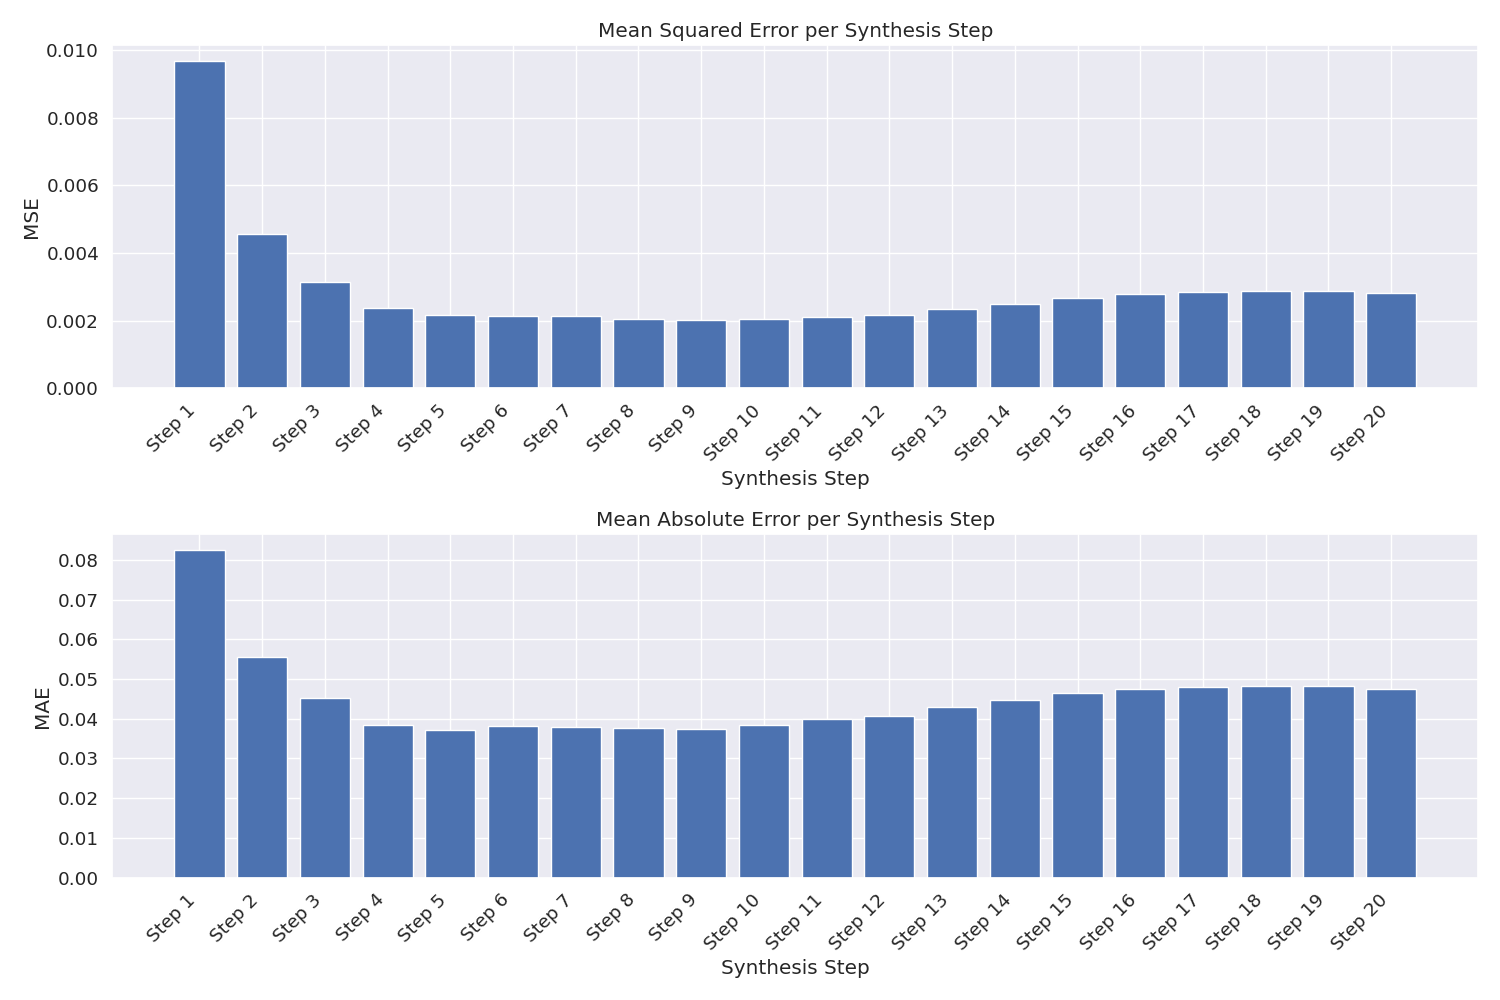 Mean Squared Error per Synthesis Step
0.010
0.008
0.006
0.004
0.002
0.000
MSE
Step 1
Step 2
Step 3
Step 4
Step 5
Step 6
Step 7
Step 8
Step 9
Step 10
Step 11
Step 12
Step 13
Step 14
Step 15
Step 16
Step 17
Step 18
Step 19
Step 20
Synthesis Step
Mean Absolute Error per Synthesis Step
0.08
0.07
0.06
0.05
0.04
0.03
0.02
0.01
0.00
MAE
Step 1
Step 2
Step 3
Step 4
Step 5
Step 6
Step 7
Step 8
Step 9
Step 10
Step 11
Step 12
Step 13
Step 14
Step 15
Step 16
Step 17
Step 18
Step 19
Step 20
Synthesis Step